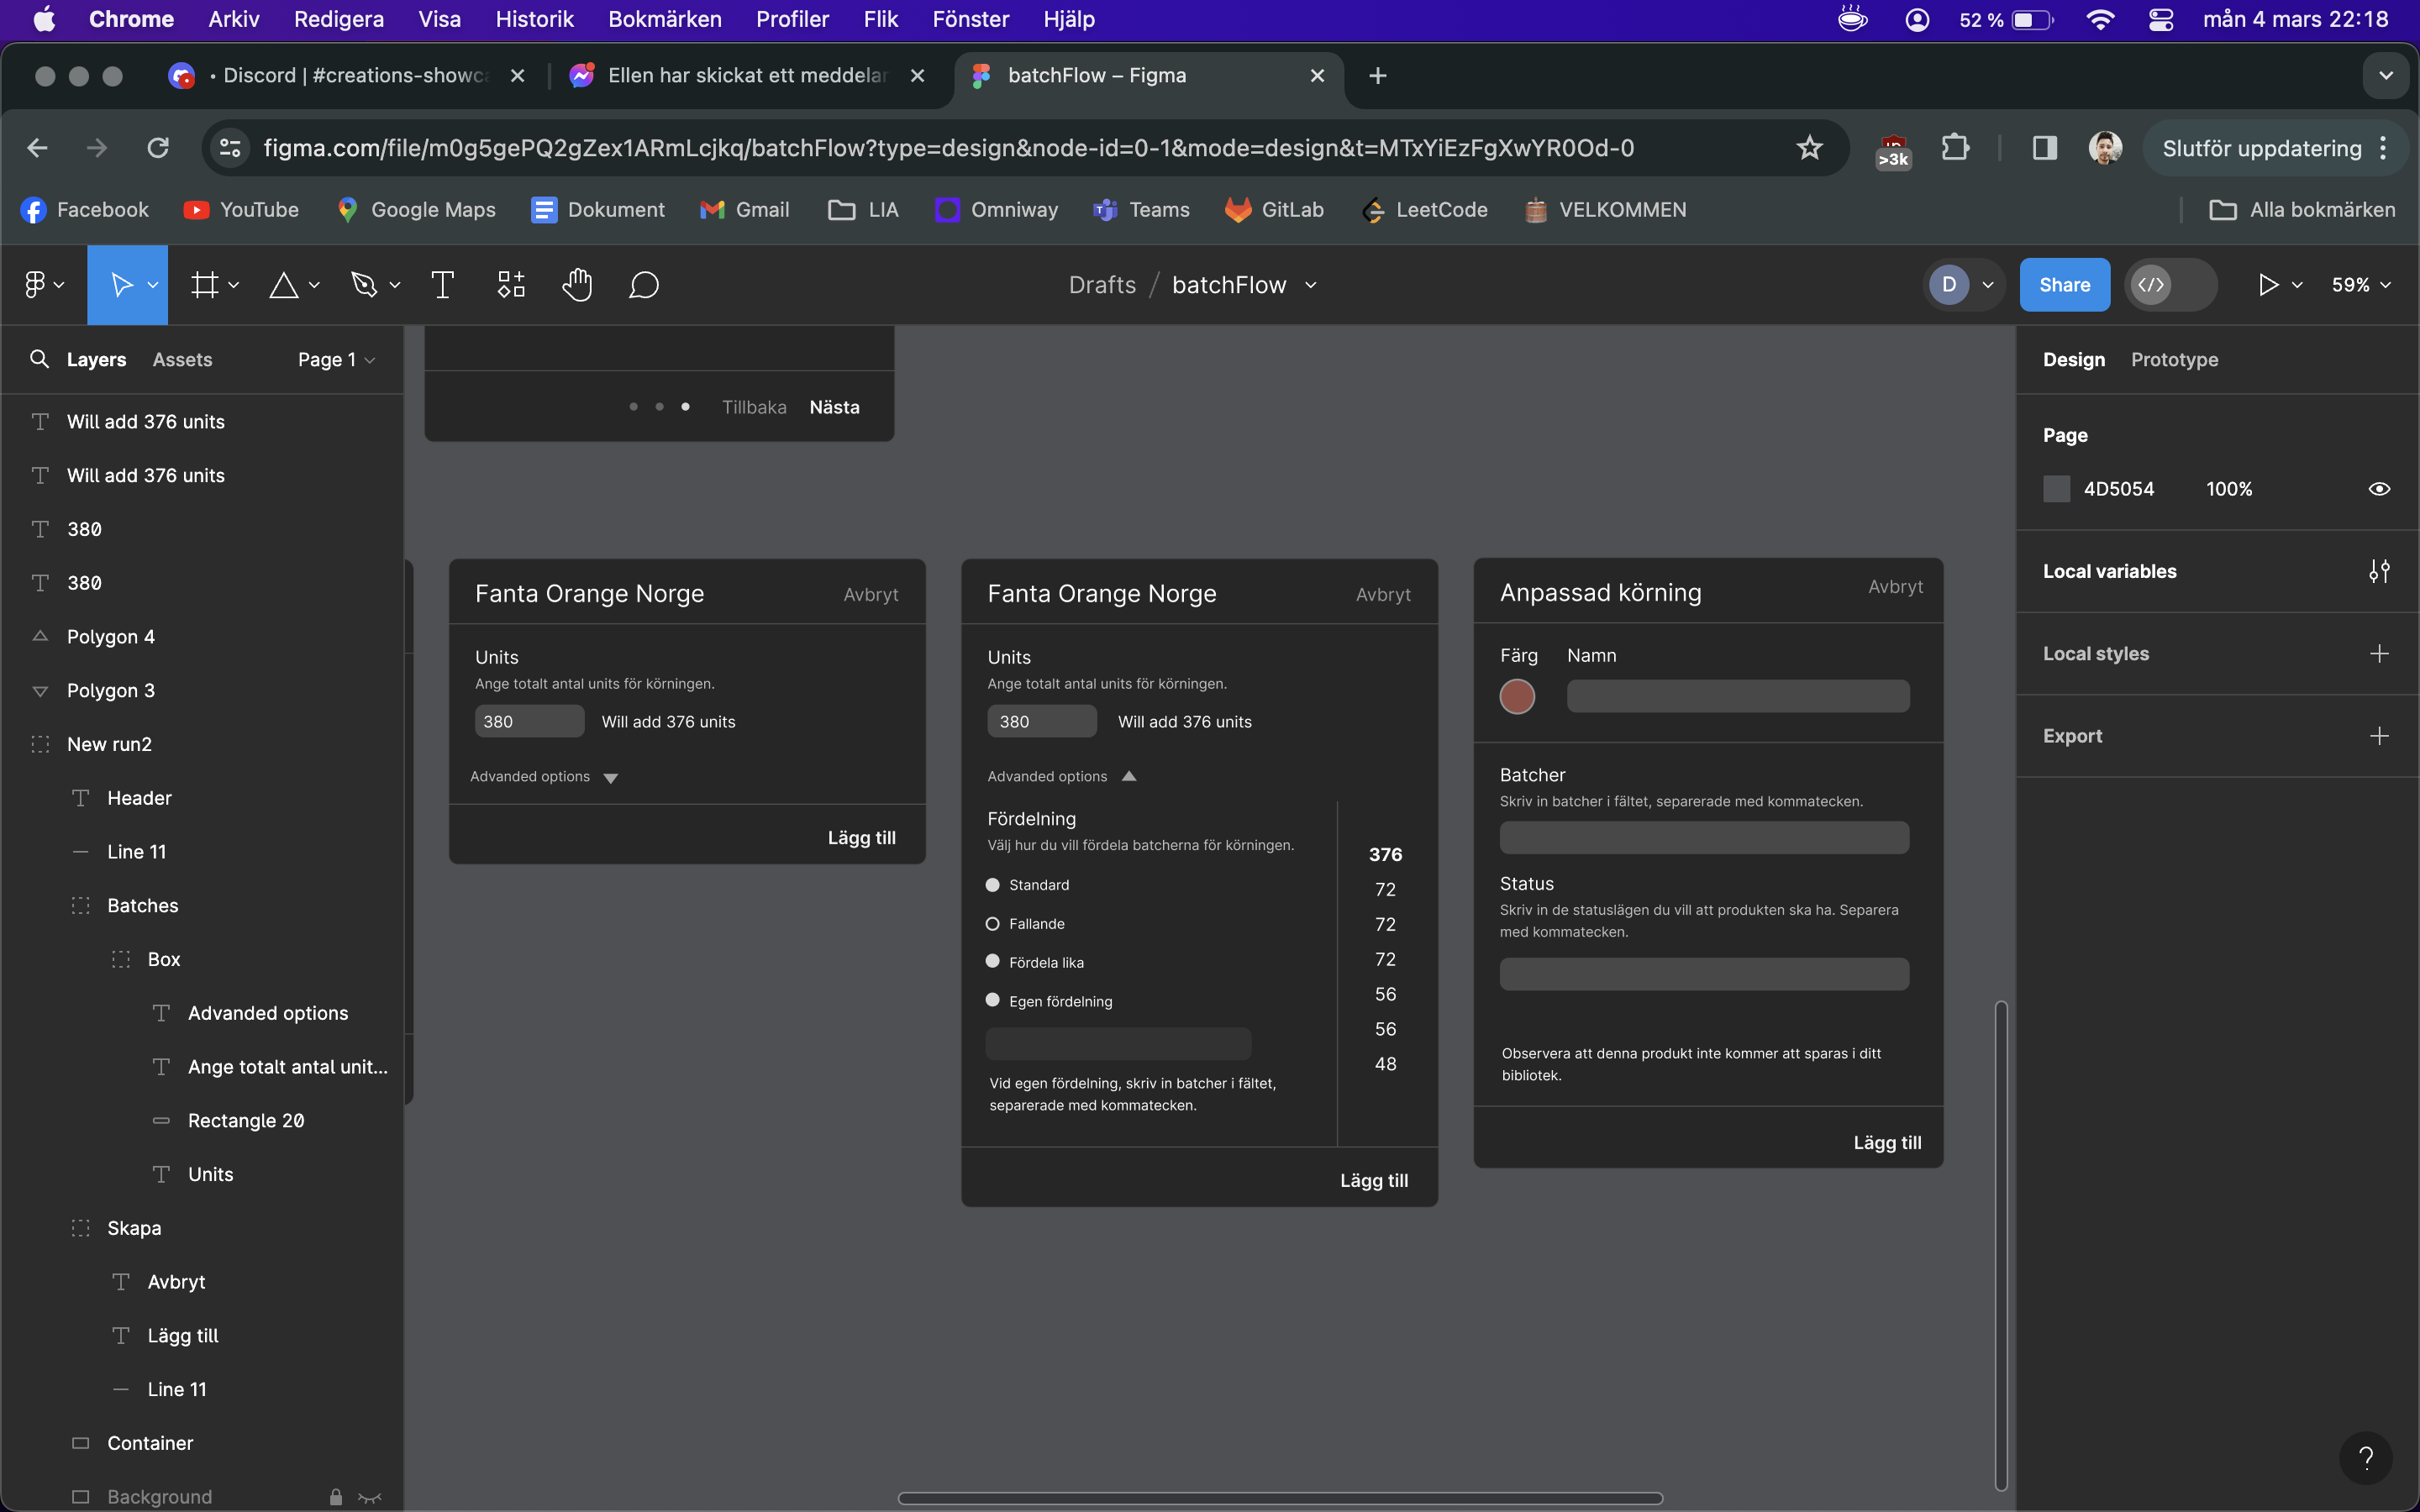 Chrome Arkiv Redigera Visa Historik Bokmärken Profiler Flik Fönster Hjälp 52 % mån 4 mars 22:18
• Discord | #creations-showca Ellen har skickat ett meddelar batchFlow – Figma
figma.com/file/m0g5gePQ2gZex1ARmLcjkq/batchFlow?type=design&node-id=0-1&mode=design&t=MTxYiEzFgXwYR0Od-0 >3k Slutför uppdatering
Facebook YouTube Google Maps Dokument Gmail LIA Omniway Teams GitLab LeetCode VELKOMMEN Alla bokmärken
Drafts / batchFlow D Share 59%
Layers Assets Page 1
Will add 376 units
Will add 376 units
380
380
Polygon 4
Polygon 3
New run2
Header
Line 11
Batches
Box
Advanded options
Ange totalt antal unit...
Rectangle 20
Units
Skapa
Avbryt
Lägg till
Line 11
Container
Background
Tillbaka Nästa
Fanta Orange Norge Avbryt
Units
Ange totalt antal units för körningen.
380 Will add 376 units
Advanded options
Lägg till
Fanta Orange Norge Avbryt
Units
Ange totalt antal units för körningen.
380 Will add 376 units
Advanded options
Fördelning
Välj hur du vill fördela batcherna för körningen.
Standard
Fallande
Fördela lika
Egen fördelning
Vid egen fördelning, skriv in batcher i fältet,
separerade med kommatecken.
376
72
72
72
56
56
48
Lägg till
Anpassad körning Avbryt
Färg Namn
Batcher
Skriv in batcher i fältet, separerade med kommatecken.
Status
Skriv in de statuslägen du vill att produkten ska ha. Separera
med kommatecken.
Observera att denna produkt inte kommer att sparas i ditt
bibliotek.
Lägg till
Design Prototype
Page
4D5054 100%
Local variables
Local styles
Export
?